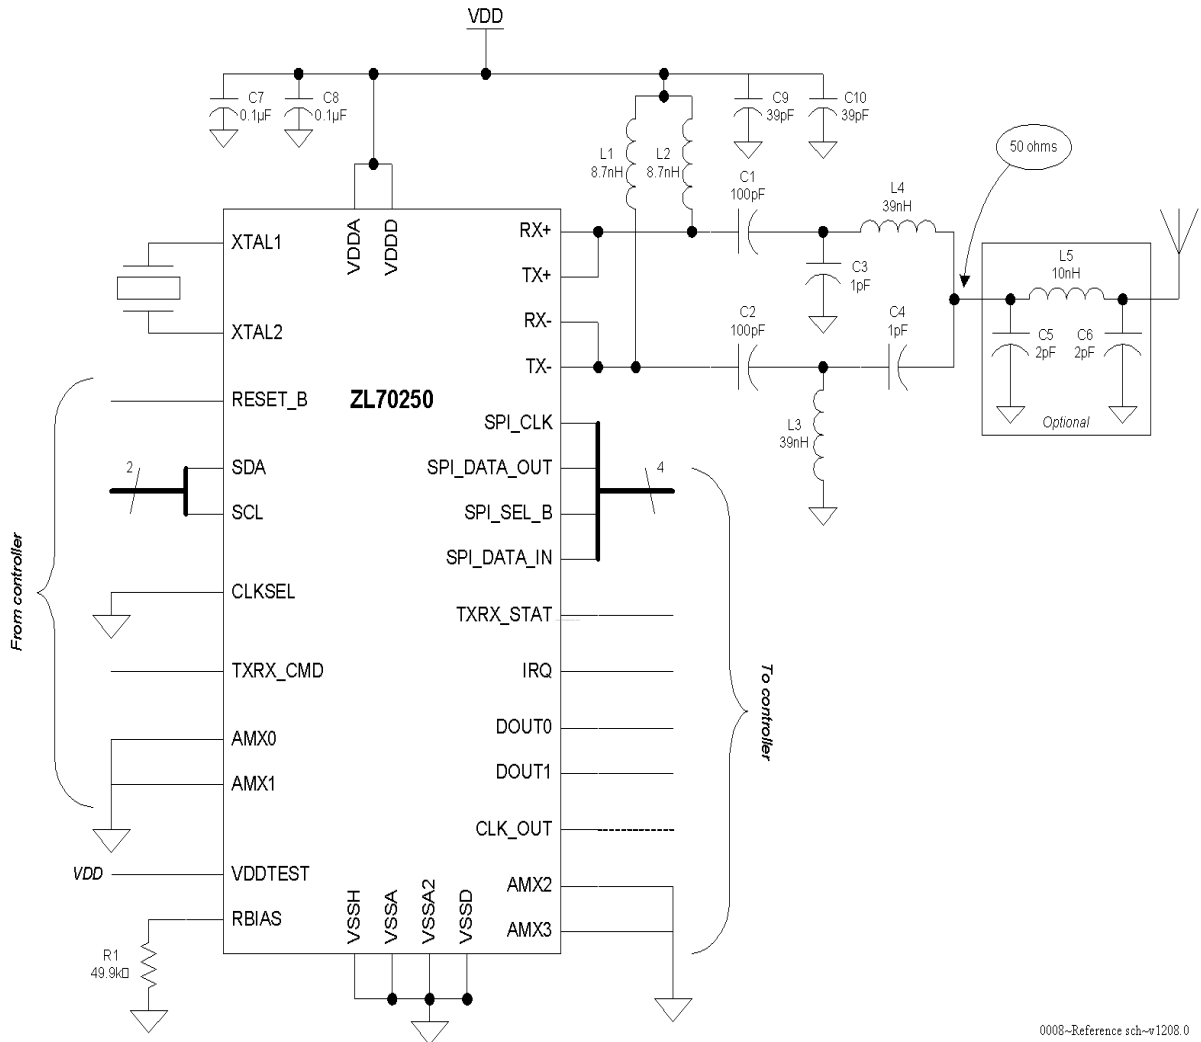 VDD
C7
0.1µF
C8
0.1µF
C9
39pF
C10
39pF
L1
8.7nH
L2
8.7nH
C1
100pF
50 ohms
L4
39nH
VDDA
VDDD
XTAL1
XTAL2
RX+
TX+
RX-
TX-
C3
1pF
C2
100pF
C4
1pF
L5
10nH
C5
2pF
C6
2pF
Optional
L3
39nH
ZL70250
RESET_B
2
SDA
SCL
CLKSEL
TXRX_CMD
AMX0
AMX1
VDD
VDDTEST
RBIAS
R1
49.9k□
From controller
SPI_CLK
SPI_DATA_OUT
4
SPI_SEL_B
SPI_DATA_IN
TXRX_STAT
IRQ
DOUT0
DOUT1
CLK_OUT
AMX2
AMX3
To controller
VSSH
VSSA
VSSA2
VSSD
0008~Reference sch~v1208.0